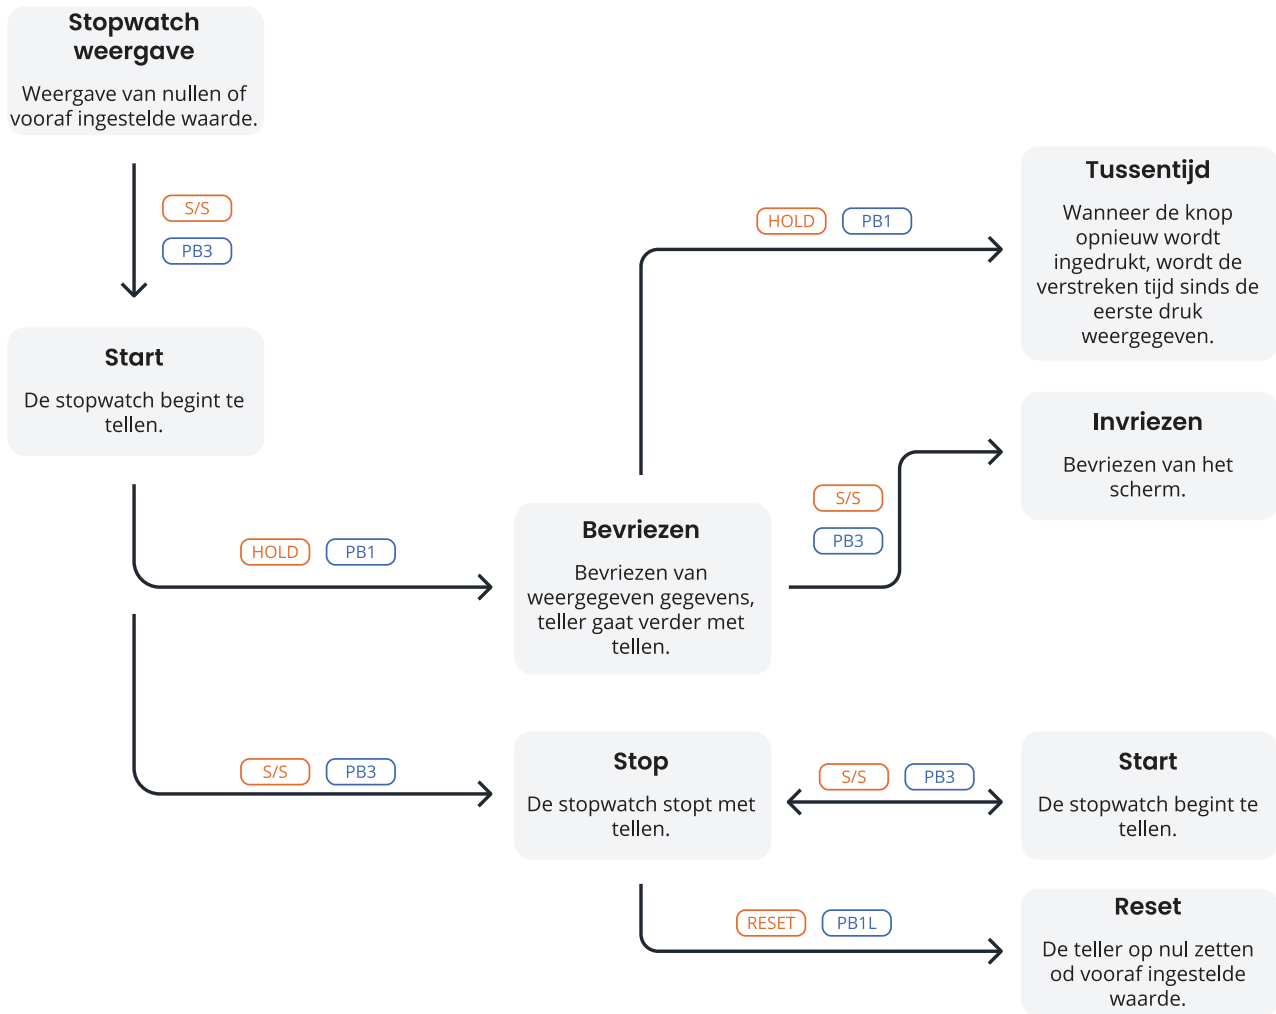 Stopwatch
weergave
Weergave van nullen of
vooraf ingestelde waarde.
S/S
PB3
Start
De stopwatch begint te
tellen.
HOLD PB1
Tussentijd
Wanneer de knop
opnieuw wordt
ingedrukt, wordt de
verstreken tijd sinds de
eerste druk
weergegeven.
Invriezen
Bevriezen van het
scherm.
S/S
PB3
HOLD PB1
Bevriezen
Bevriezen van
weergegeven gegevens,
teller gaat verder met
tellen.
S/S PB3
Stop
De stopwatch stopt met
tellen.
S/S PB3
Start
De stopwatch begint te
tellen.
RESET PB1L
Reset
De teller op nul zetten
od vooraf ingestelde
waarde.